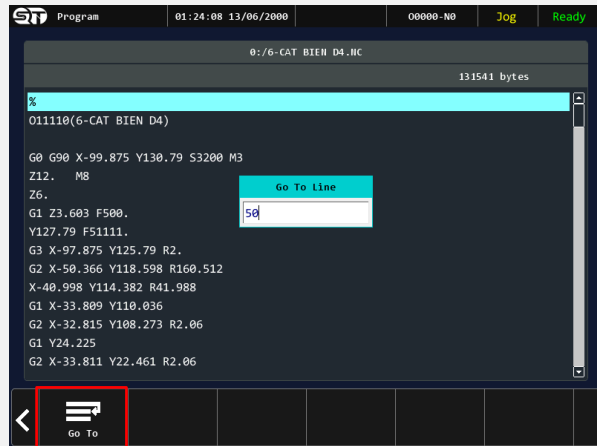 Program 01:24:08 13/06/2000 O0000-N0 Jog Ready
0:/6-CAT BIEN D4.NC
131541 bytes
%
O11110(6-CAT BIEN D4)
G0 G90 X-99.875 Y130.79 S3200 M3
Z12. M8
Z6.
G1 Z3.603 F500.
Y127.79 F51111.
G3 X-97.875 Y125.79 R2.
G2 X-50.366 Y118.598 R160.512
X-40.998 Y114.382 R41.988
G1 X-33.809 Y110.036
G2 X-32.815 Y108.273 R2.06
G1 Y24.225
G2 X-33.811 Y22.461 R2.06
Go To Line
50
Go To